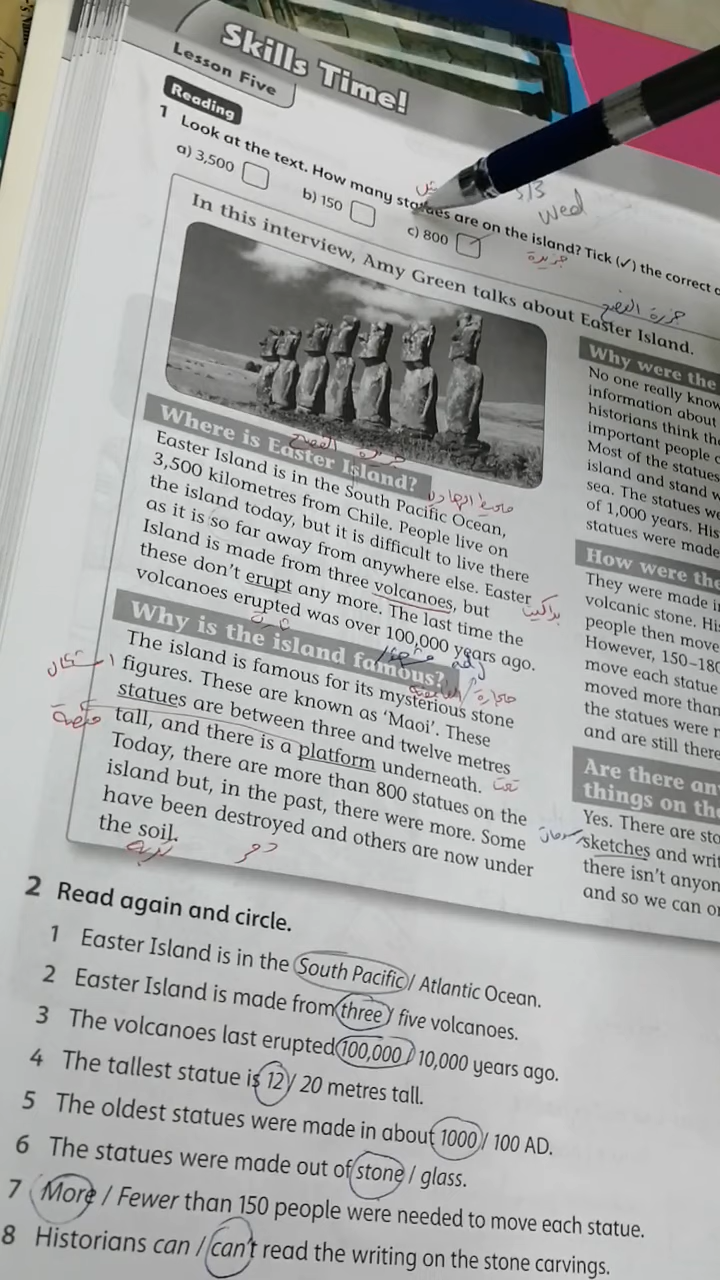 Skills Time!
Lesson Five
Reading
1 Look at the text. How many statues are on the island? Tick (✓) the correct
a) 3,500 b) 150 c) 800
3/3
Wed
جزيرة
In this interview, Amy Green talks about Easter Island.
جزيرة الفصح
Where is Easter Island?
جزيرة الفصح
Easter Island is in the South Pacific Ocean,
3,500 kilometres from Chile. People live on
the island today, but it is difficult to live there
as it is so far away from anywhere else. Easter
Island is made from three volcanoes, but
براكين
these don't erupt any more. The last time the
volcanoes erupted was over 100,000 years ago.
Why is the island famous?
The island is famous for its mysterious stone
figures. These are known as 'Maoi'. These
statues are between three and twelve metres
tall, and there is a platform underneath.
تحت
منصة
Today, there are more than 800 statues on the
island but, in the past, there were more. Some
have been destroyed and others are now under
the soil.
تربة
Why were the
No one really know
information about
historians think the
important people
Most of the statues
island and stand w
sea. The statues we
of 1,000 years. His
statues were made
How were the
They were made i
volcanic stone. His
people then move
However, 150–180
move each statue
moved more than
the statues were r
and are still there
Are there an
things on the
Yes. There are sto
sketches and writ
there isn't anyon
and so we can o
2 Read again and circle.
1 Easter Island is in the South Pacific / Atlantic Ocean.
2 Easter Island is made from three / five volcanoes.
3 The volcanoes last erupted 100,000 / 10,000 years ago.
4 The tallest statue is 12 / 20 metres tall.
5 The oldest statues were made in about 1000 / 100 AD.
6 The statues were made out of stone / glass.
7 More / Fewer than 150 people were needed to move each statue.
8 Historians can / can't read the writing on the stone carvings.